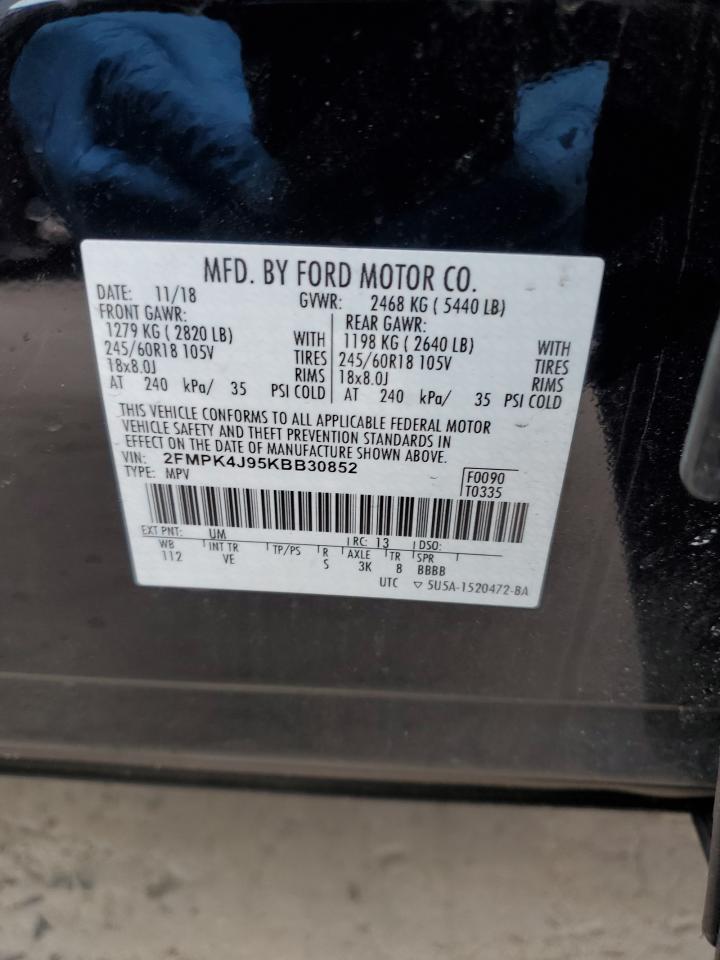 MFD. BY FORD MOTOR CO.
DATE: 11/18 GVWR: 2468 KG ( 5440 LB)
FRONT GAWR: REAR GAWR:
1279 KG ( 2820 LB) WITH 1198 KG ( 2640 LB) WITH
245/60R18 105V TIRES 245/60R18 105V TIRES
18x8.0J RIMS 18x8.0J RIMS
AT 240 kPa/ 35 PSI COLD AT 240 kPa/ 35 PSI COLD
THIS VEHICLE CONFORMS TO ALL APPLICABLE FEDERAL MOTOR
VEHICLE SAFETY AND THEFT PREVENTION STANDARDS IN
EFFECT ON THE DATE OF MANUFACTURE SHOWN ABOVE.
VIN: 2FMPK4J95KBB30852
TYPE: MPV F0090
T0335
EXT PNT: UM RC: 13 DSO:
WB INT TR TP/PS R AXLE TR SPR
112 VE S 3K 8 BBBB
UTC ▽ 5U5A-1520472-BA